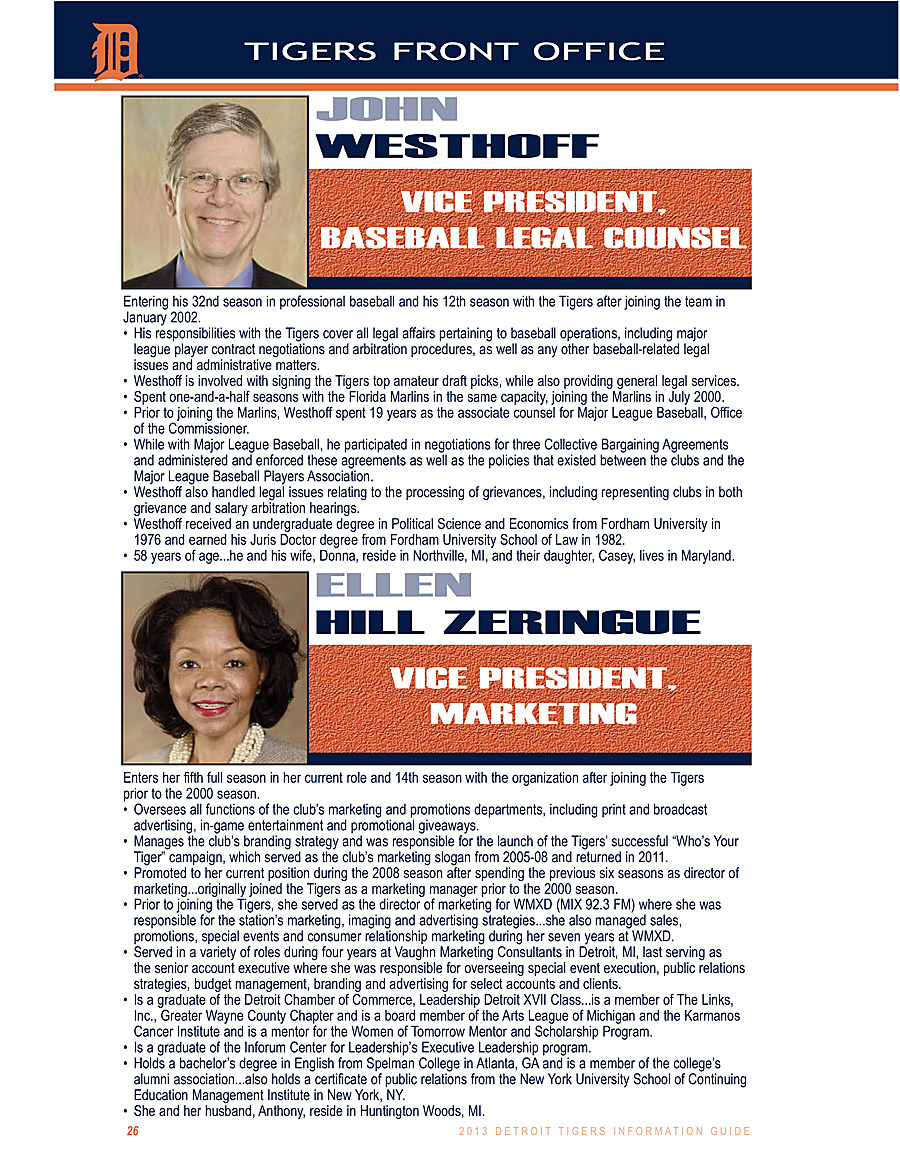 TIGERS FRONT OFFICE
JOHN
WESTHOFF
VICE PRESIDENT,
BASEBALL LEGAL COUNSEL
Entering his 32nd season in professional baseball and his 12th season with the Tigers after joining the team in
January 2002.
• His responsibilities with the Tigers cover all legal affairs pertaining to baseball operations, including major
league player contract negotiations and arbitration procedures, as well as any other baseball-related legal
issues and administrative matters.
• Westhoff is involved with signing the Tigers top amateur draft picks, while also providing general legal services.
• Spent one-and-a-half seasons with the Florida Marlins in the same capacity, joining the Marlins in July 2000.
• Prior to joining the Marlins, Westhoff spent 19 years as the associate counsel for Major League Baseball, Office
of the Commissioner.
• While with Major League Baseball, he participated in negotiations for three Collective Bargaining Agreements
and administered and enforced these agreements as well as the policies that existed between the clubs and the
Major League Baseball Players Association.
• Westhoff also handled legal issues relating to the processing of grievances, including representing clubs in both
grievance and salary arbitration hearings.
• Westhoff received an undergraduate degree in Political Science and Economics from Fordham University in
1976 and earned his Juris Doctor degree from Fordham University School of Law in 1982.
• 58 years of age...he and his wife, Donna, reside in Northville, MI, and their daughter, Casey, lives in Maryland.
ELLEN
HILL ZERINGUE
VICE PRESIDENT,
MARKETING
Enters her fifth full season in her current role and 14th season with the organization after joining the Tigers
prior to the 2000 season.
• Oversees all functions of the club's marketing and promotions departments, including print and broadcast
advertising, in-game entertainment and promotional giveaways.
• Manages the club's branding strategy and was responsible for the launch of the Tigers' successful “Who's Your
Tiger” campaign, which served as the club's marketing slogan from 2005-08 and returned in 2011.
• Promoted to her current position during the 2008 season after spending the previous six seasons as director of
marketing...originally joined the Tigers as a marketing manager prior to the 2000 season.
• Prior to joining the Tigers, she served as the director of marketing for WMXD (MIX 92.3 FM) where she was
responsible for the station's marketing, imaging and advertising strategies...she also managed sales,
promotions, special events and consumer relationship marketing during her seven years at WMXD.
• Served in a variety of roles during four years at Vaughn Marketing Consultants in Detroit, MI, last serving as
the senior account executive where she was responsible for overseeing special event execution, public relations
strategies, budget management, branding and advertising for select accounts and clients.
• Is a graduate of the Detroit Chamber of Commerce, Leadership Detroit XVII Class...is a member of The Links,
Inc., Greater Wayne County Chapter and is a board member of the Arts League of Michigan and the Karmanos
Cancer Institute and is a mentor for the Women of Tomorrow Mentor and Scholarship Program.
• Is a graduate of the Inforum Center for Leadership's Executive Leadership program.
• Holds a bachelor's degree in English from Spelman College in Atlanta, GA and is a member of the college's
alumni association...also holds a certificate of public relations from the New York University School of Continuing
Education Management Institute in New York, NY.
• She and her husband, Anthony, reside in Huntington Woods, MI.
26
2013 DETROIT TIGERS INFORMATION GUIDE